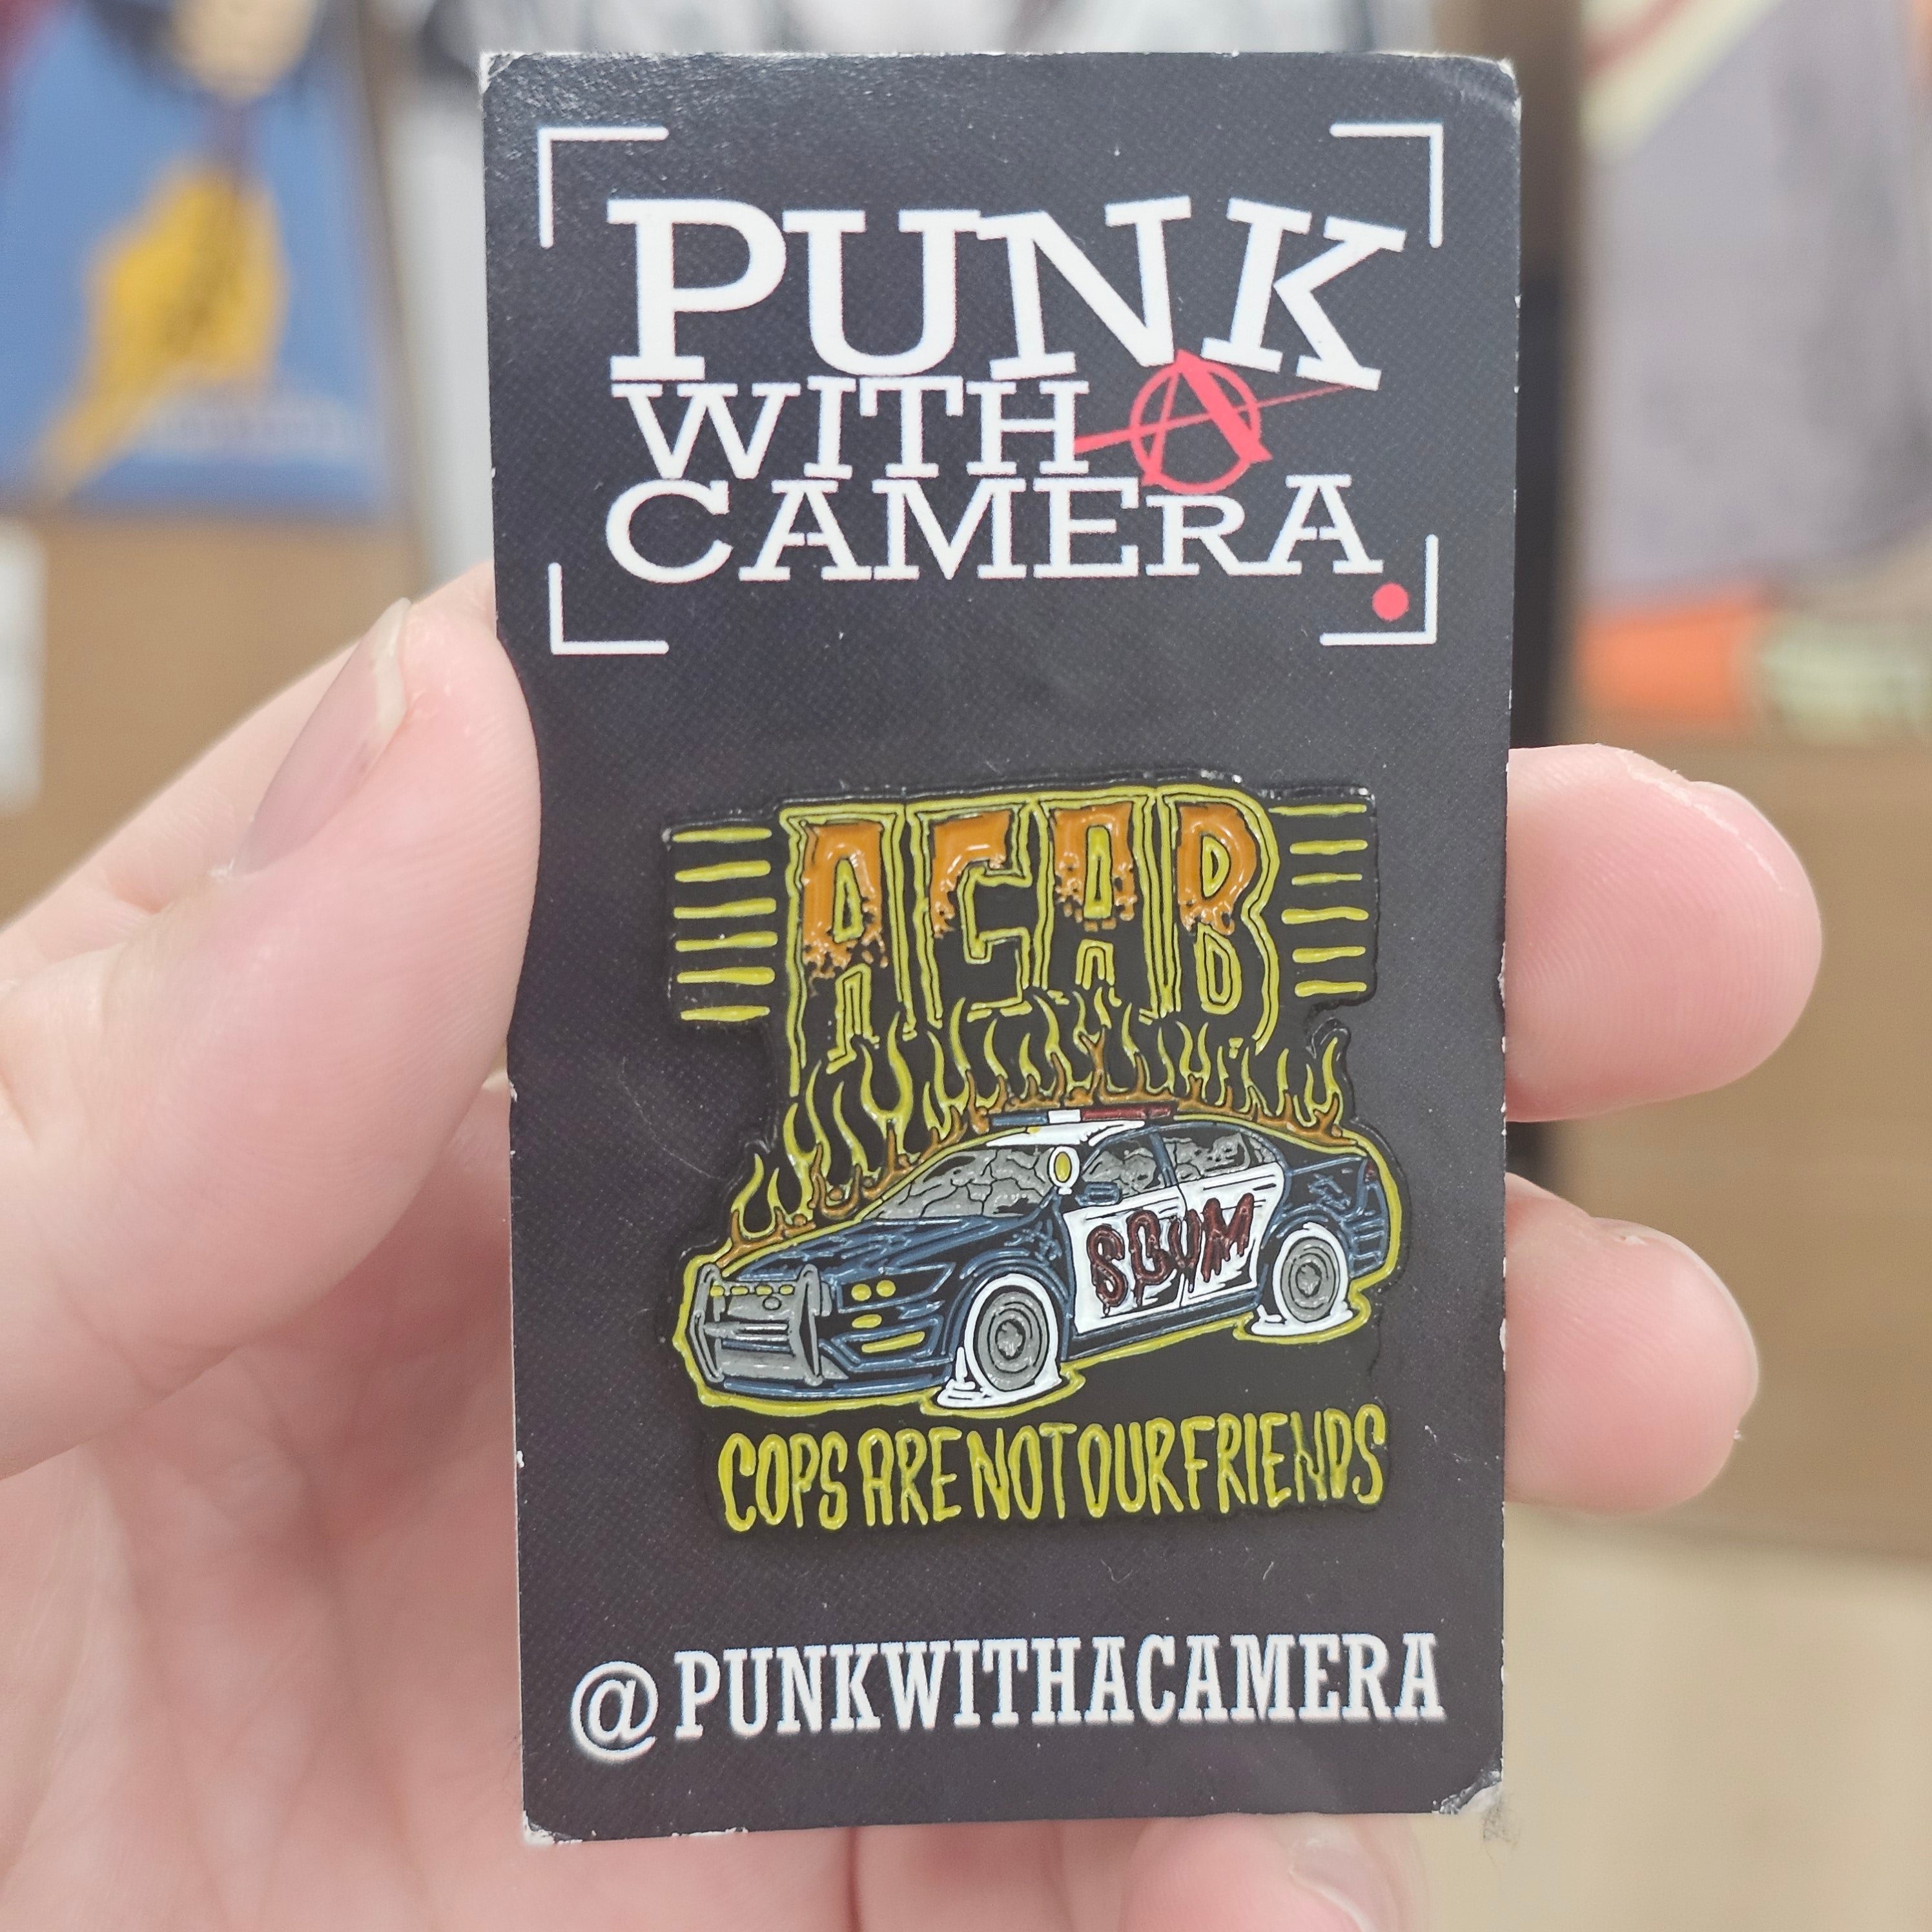 PUNK
WITH A
CAMERA
ACAB
SCUM
COPS ARE NOT OUR FRIENDS
@PUNKWITHACAMERA